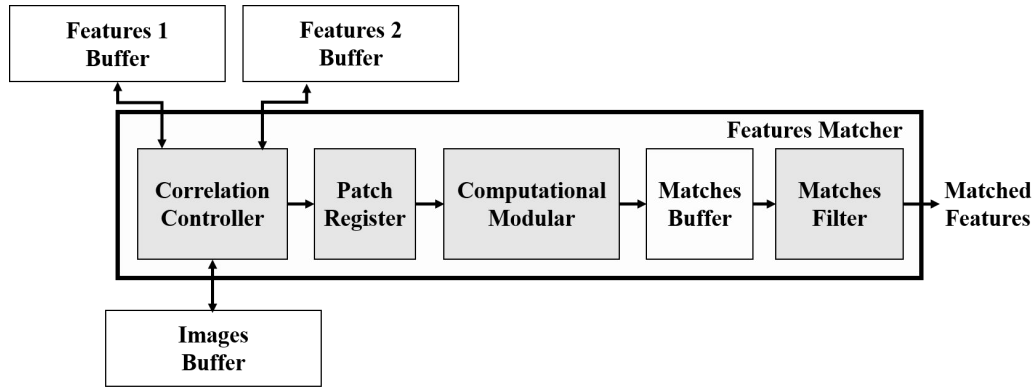 Features 1
Buffer
Features 2
Buffer
Features Matcher
Correlation
Controller
Patch
Register
Computational
Modular
Matches
Buffer
Matches
Filter
Matched
Features
Images
Buffer